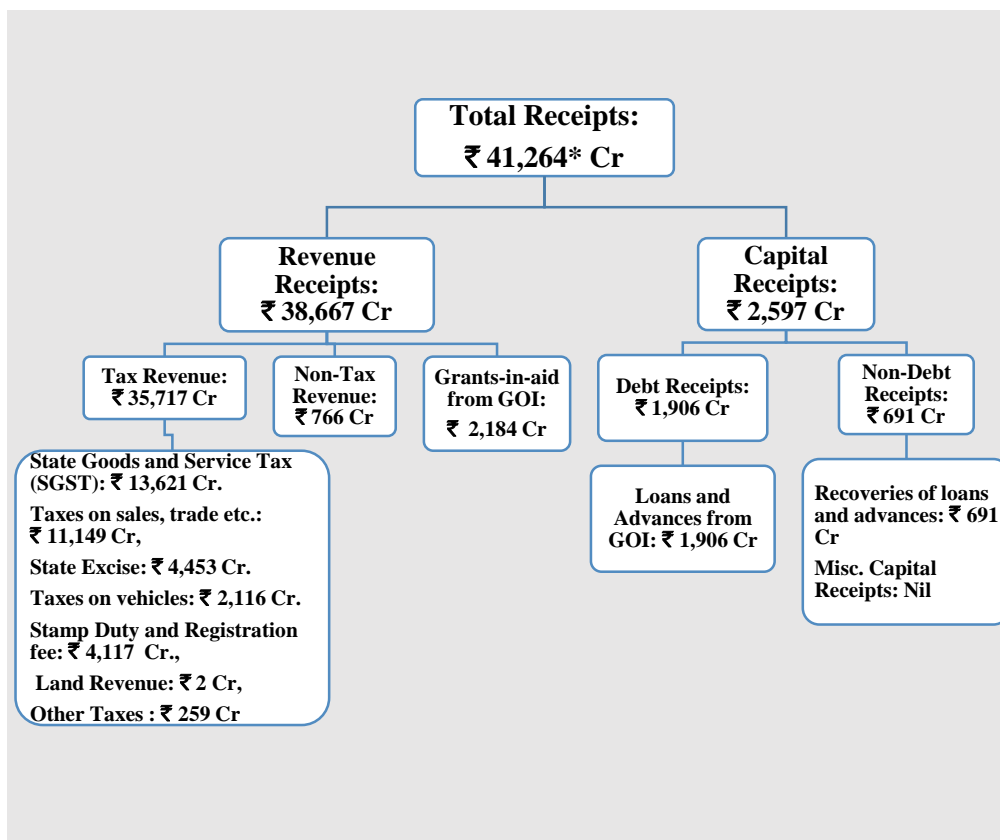 Total Receipts:
₹ 41,264* Cr
Revenue
Receipts:
₹ 38,667 Cr
Capital
Receipts:
₹ 2,597 Cr
Tax Revenue:
₹ 35,717 Cr
Non-Tax
Revenue:
₹ 766 Cr
Grants-in-aid
from GOI:
₹ 2,184 Cr
Debt Receipts:
₹ 1,906 Cr
Non-Debt
Receipts:
₹ 691 Cr
State Goods and Service Tax
(SGST): ₹ 13,621 Cr.
Taxes on sales, trade etc.:
₹ 11,149 Cr,
State Excise: ₹ 4,453 Cr.
Taxes on vehicles: ₹ 2,116 Cr.
Stamp Duty and Registration
fee: ₹ 4,117 Cr.,
Land Revenue: ₹ 2 Cr,
Other Taxes : ₹ 259 Cr
Loans and
Advances from
GOI: ₹ 1,906 Cr
Recoveries of loans
and advances: ₹ 691
Cr
Misc. Capital
Receipts: Nil